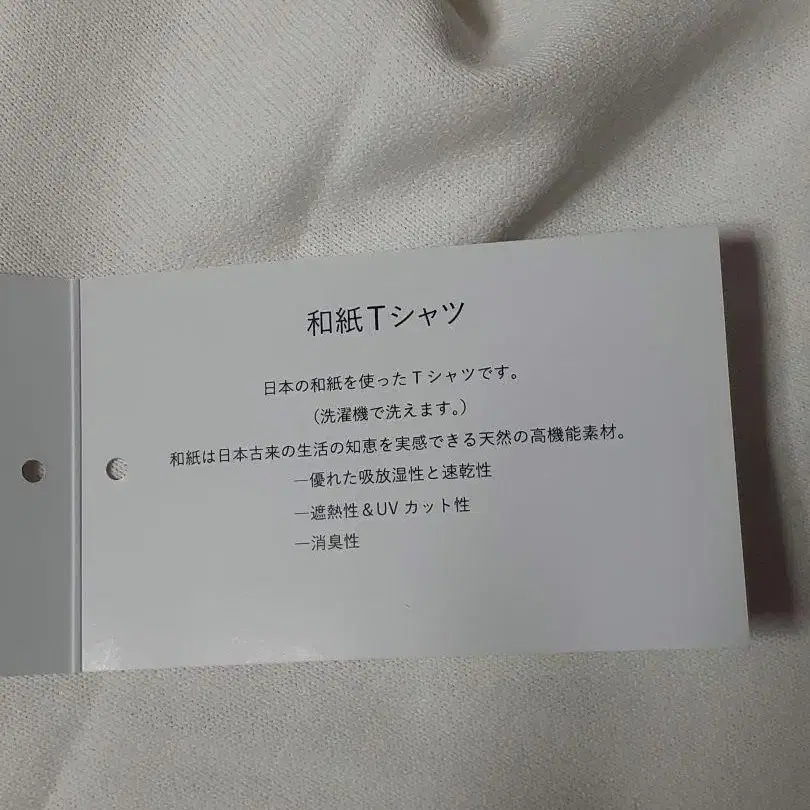 和紙Tシャツ
日本の和紙を使ったTシャツです。
（洗濯機で洗えます。）
和紙は日本古来の生活の知恵を実感できる天然の高機能素材。
―優れた吸放湿性と速乾性
―遮熱性＆UVカット性
―消臭性